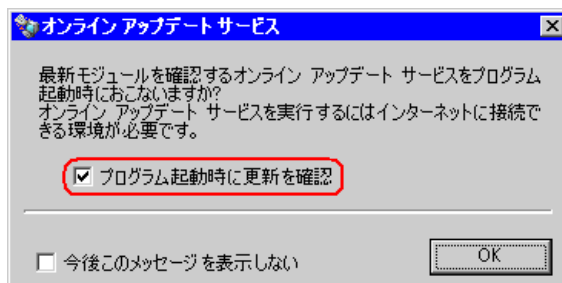 オンライン アップデート サービス
最新モジュールを確認するオンライン アップデート サービスをプログラム
起動時におこないますか?
オンライン アップデート サービスを実行するにはインターネットに接続で
きる環境が必要です。
プログラム起動時に更新を確認
今後このメッセージを表示しない
OK